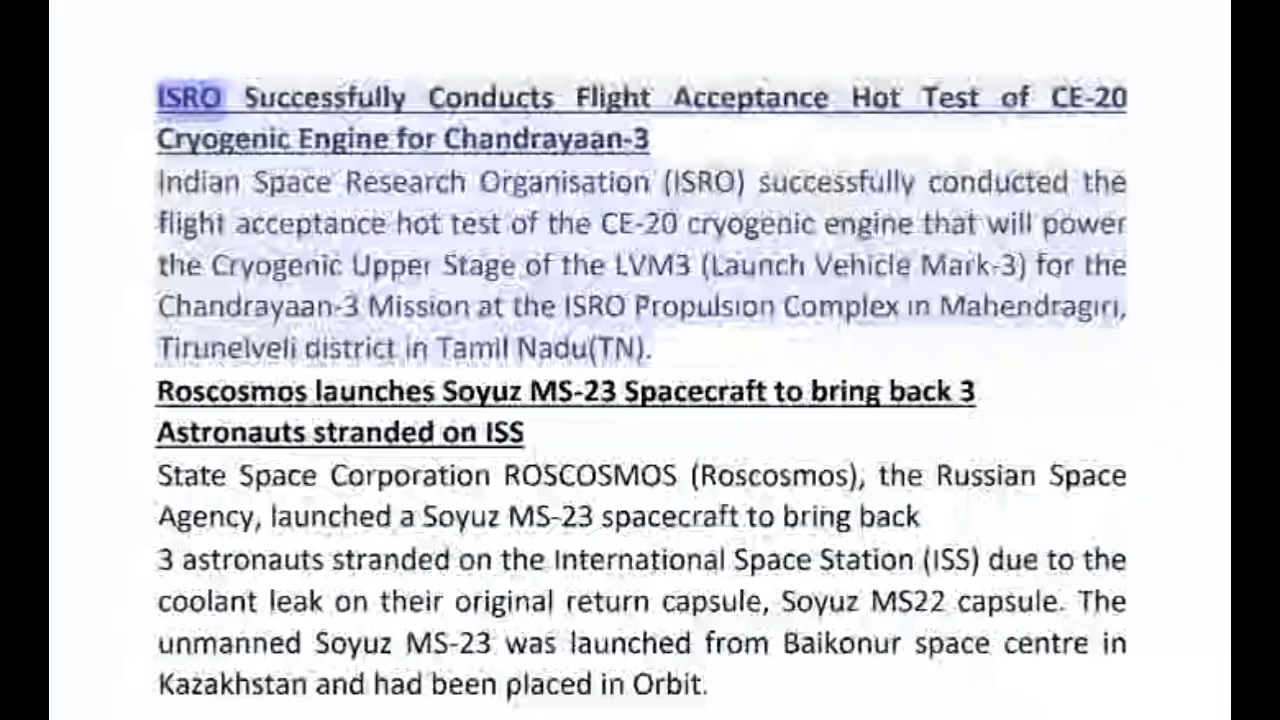 ISRO Successfully Conducts Flight Acceptance Hot Test of CE-20
Cryogenic Engine for Chandrayaan-3
Indian Space Research Organisation (ISRO) successfully conducted the
flight acceptance hot test of the CE-20 cryogenic engine that will power
the Cryogenic Upper Stage of the LVM3 (Launch Vehicle Mark-3) for the
Chandrayaan-3 Mission at the ISRO Propulsion Complex in Mahendragiri,
Tirunelveli district in Tamil Nadu(TN).
Roscosmos launches Soyuz MS-23 Spacecraft to bring back 3
Astronauts stranded on ISS
State Space Corporation ROSCOSMOS (Roscosmos), the Russian Space
Agency, launched a Soyuz MS-23 spacecraft to bring back
3 astronauts stranded on the International Space Station (ISS) due to the
coolant leak on their original return capsule, Soyuz MS22 capsule. The
unmanned Soyuz MS-23 was launched from Baikonur space centre in
Kazakhstan and had been placed in Orbit.